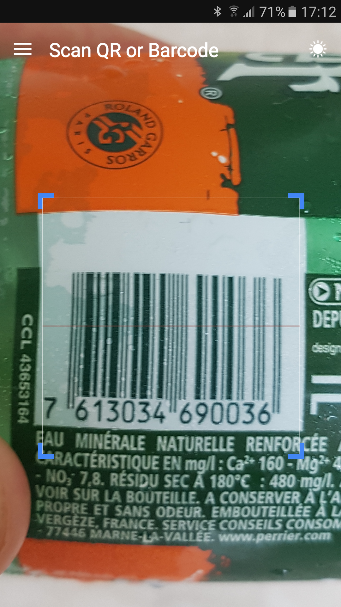 71% 17:12
Scan QR or Barcode
ROLAND GARROS
PARIS
®
CCL 43653164
DEPU
design
7 613034 690036
EAU MINÉRALE NATURELLE RENFORCÉE A
CARACTÉRISTIQUE EN mg/l : Ca²⁺ 160 - Mg²⁺ 4
- NO₃⁻ 7,8. RÉSIDU SEC À 180°C : 480 mg/l. A
VOIR SUR LA BOUTEILLE. A CONSERVER À L'A
PROPRE ET SANS ODEUR. EMBOUTEILLÉE À L
VERGÈZE, FRANCE. SERVICE CONSEILS CONSOM
- 77446 MARNE-LA-VALLÉE. www.perrier.com